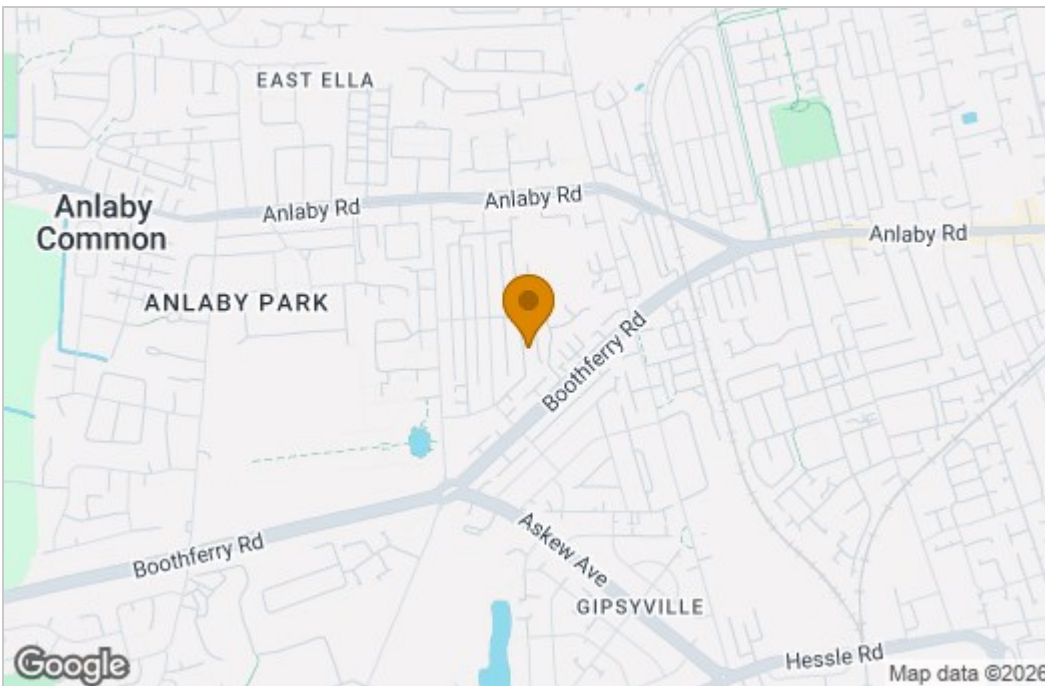 EAST ELLA
Anlaby Rd
Anlaby Rd
Anlaby
Common
Anlaby Rd
ANLABY PARK
Boothferry Rd
Boothferry Rd
Askew Ave
GIPSYVILLE
Hessle Rd
Google
Map data ©2026